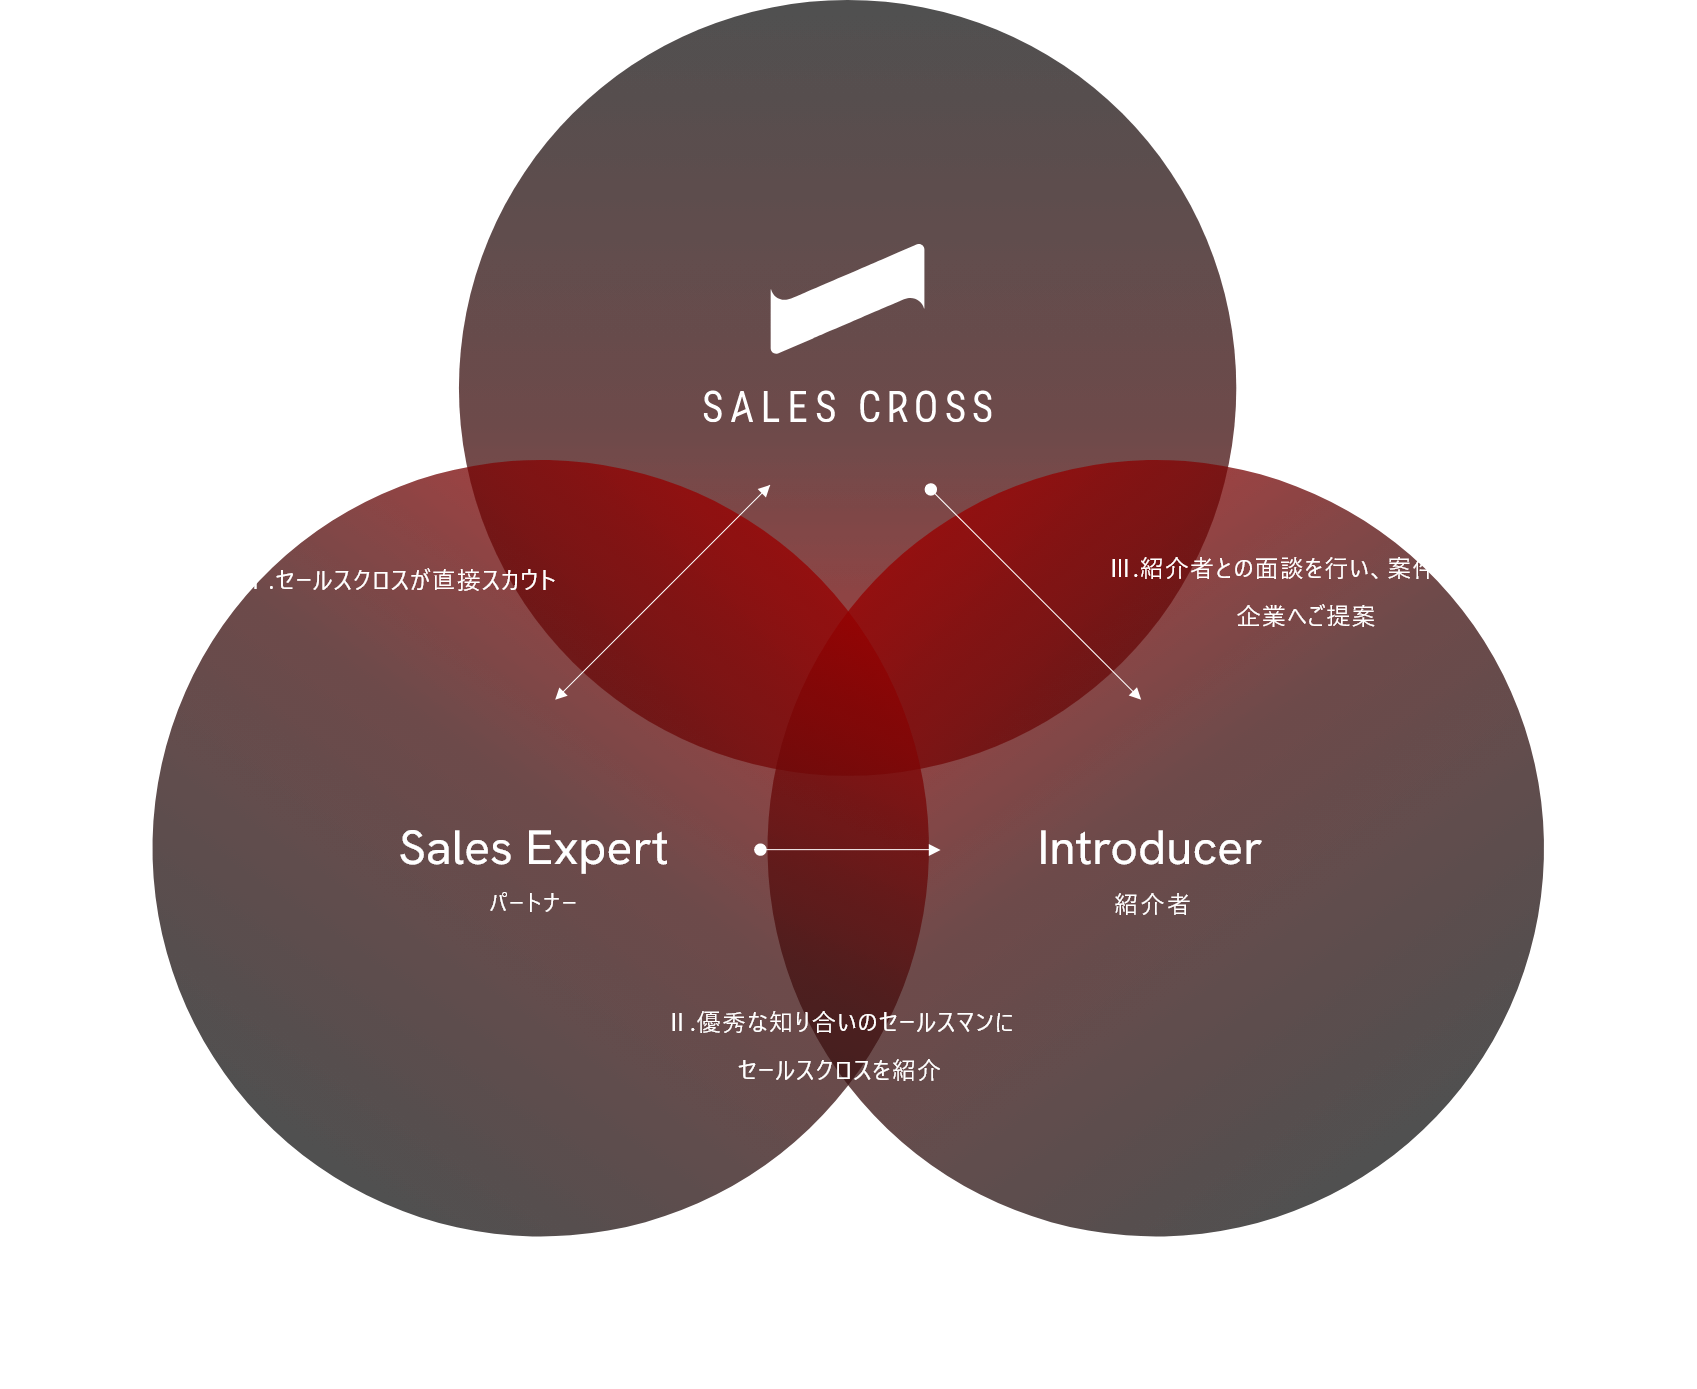 SALES CROSS
Ⅰ.セールスクロスが直接スカウト
Ⅲ.紹介者との面談を行い、案件
企業へご提案
Sales Expert
パートナー
Introducer
紹介者
Ⅱ.優秀な知り合いのセールスマンに
セールスクロスを紹介